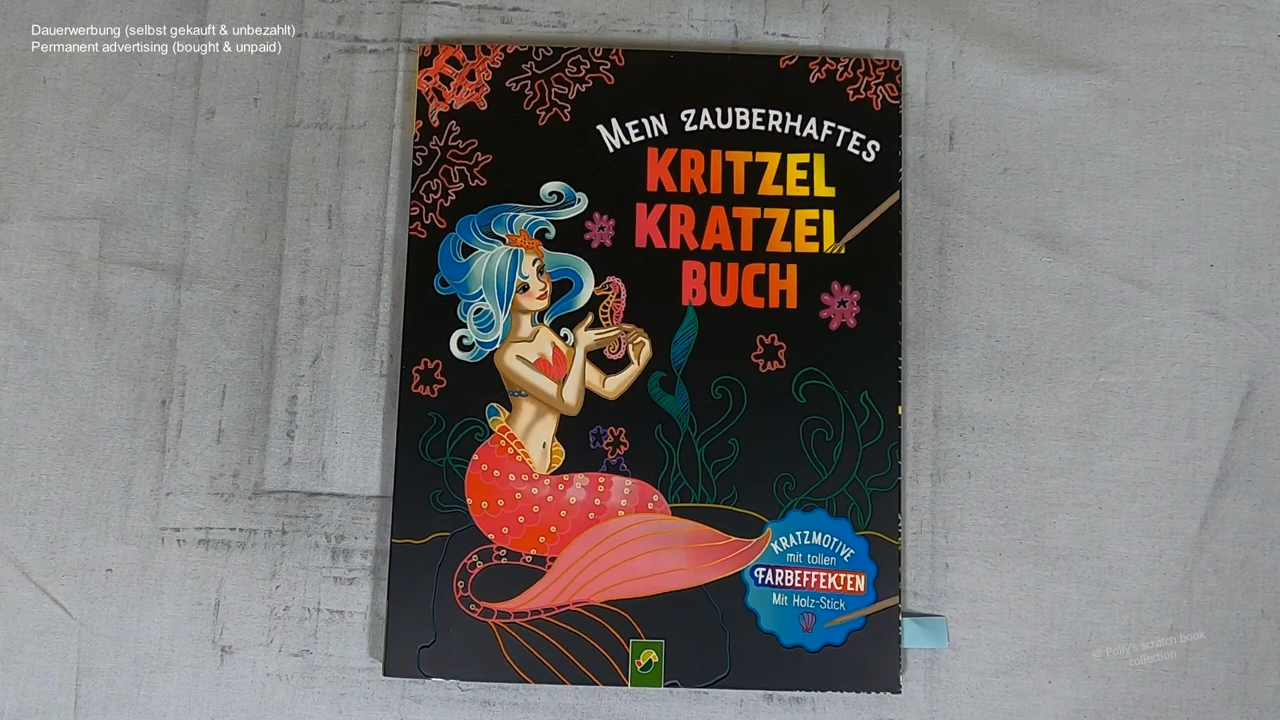 Dauerwerbung (selbst gekauft & unbezahlt)
Permanent advertising (bought & unpaid)
MEIN ZAUBERHAFTES
KRITZEL
KRATZEL
BUCH
KRATZMOTIVE
mit tollen
FARBEFFEKTEN
Mit Holz-Stick
@ Polly's scratch book
collection